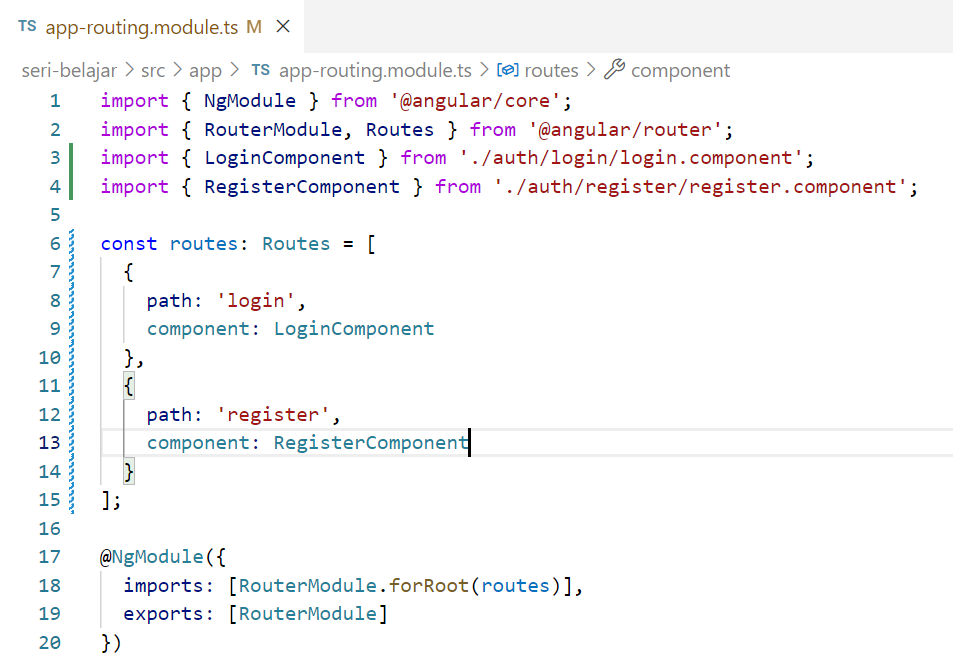 TS app-routing.module.ts M ×
seri-belajar > src > app > TS app-routing.module.ts > routes > component
1 import { NgModule } from '@angular/core';
2 import { RouterModule, Routes } from '@angular/router';
3 import { LoginComponent } from './auth/login/login.component';
4 import { RegisterComponent } from './auth/register/register.component';
5
6 const routes: Routes = [
7   {
8     path: 'login',
9     component: LoginComponent
10   },
11   {
12     path: 'register',
13     component: RegisterComponent
14   }
15 ];
16
17 @NgModule({
18   imports: [RouterModule.forRoot(routes)],
19   exports: [RouterModule]
20 })